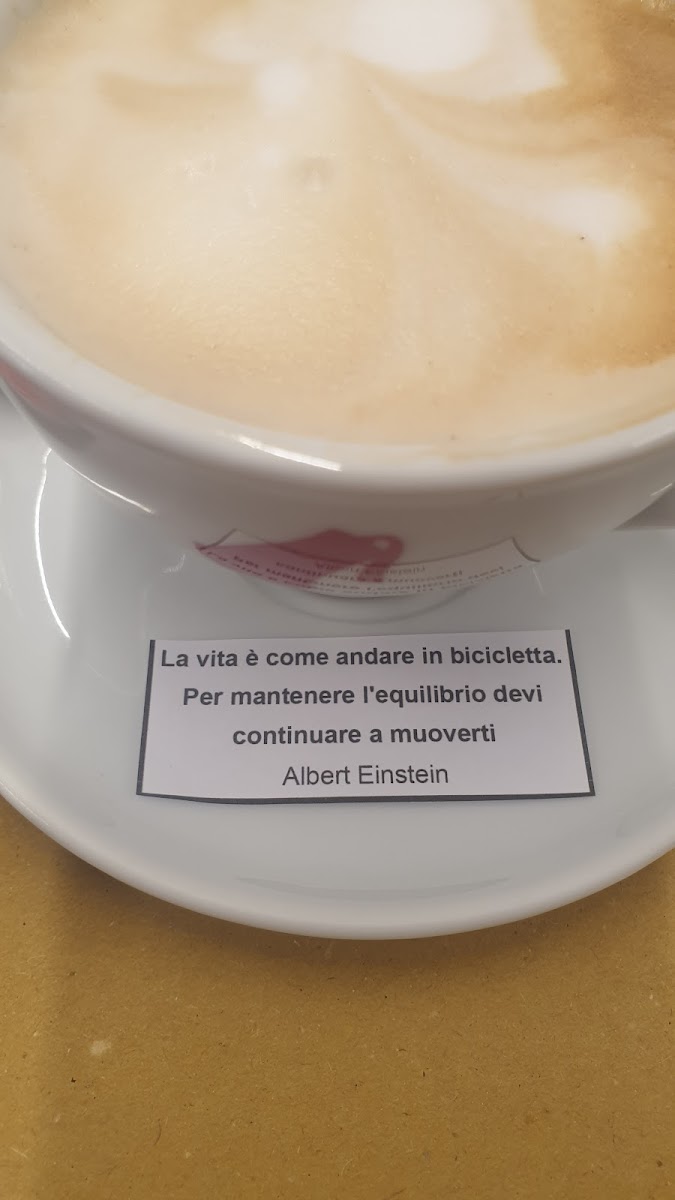 La vita è come andare in bicicletta.
Per mantenere l'equilibrio devi
continuare a muoverti
Albert Einstein